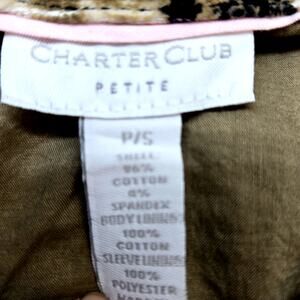 CHARTER CLUB
PETITE
P/S
SHELL
96%
COTTON
4%
SPANDEX
BODY LINING
100%
COTTON
SLEEVE LINING
100%
POLYESTER